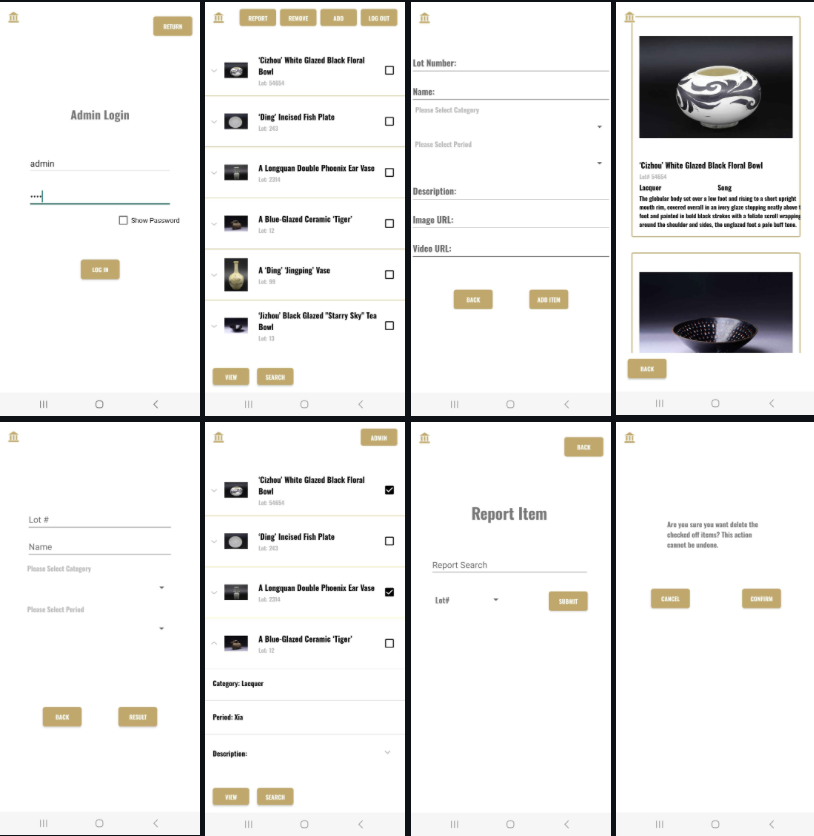 RETURN
Admin Login
admin
••••
Show Password
LOG IN
REPORT
REMOVE
ADD
LOG OUT
'Cizhou' White Glazed Black Floral
Bowl
Lot: 54654
'Ding' Incised Fish Plate
Lot: 243
A Longquan Double Phoenix Ear Vase
Lot: 2314
A Blue-Glazed Ceramic 'Tiger'
Lot: 12
A 'Ding' 'Jingping' Vase
Lot: 99
'Jizhou' Black Glazed "Starry Sky" Tea
Bowl
Lot: 13
VIEW
SEARCH
Lot Number:
Name:
Please Select Category
Please Select Period
Description:
Image URL:
Video URL:
BACK
ADD ITEM
'Cizhou' White Glazed Black Floral Bowl
Lot# 54654
Lacquer
Song
The globular body set over a low foot and rising to a short upright
mouth rim, covered overall in an ivory glaze stopping neatly above t
foot and painted in bold black strokes with a foliate scroll wrapping
around the shoulder and sides, the unglazed foot a pale buff tone.
BACK
Lot #
Name
Please Select Category
Please Select Period
BACK
RESULT
ADMIN
'Cizhou' White Glazed Black Floral
Bowl
Lot: 54654
'Ding' Incised Fish Plate
Lot: 243
A Longquan Double Phoenix Ear Vase
Lot: 2314
A Blue-Glazed Ceramic 'Tiger'
Lot: 12
Category: Lacquer
Period: Xia
Description:
VIEW
SEARCH
BACK
Report Item
Report Search
Lot#
SUBMIT
Are you sure you want delete the
checked off items? This action
cannot be undone.
CANCEL
CONFIRM